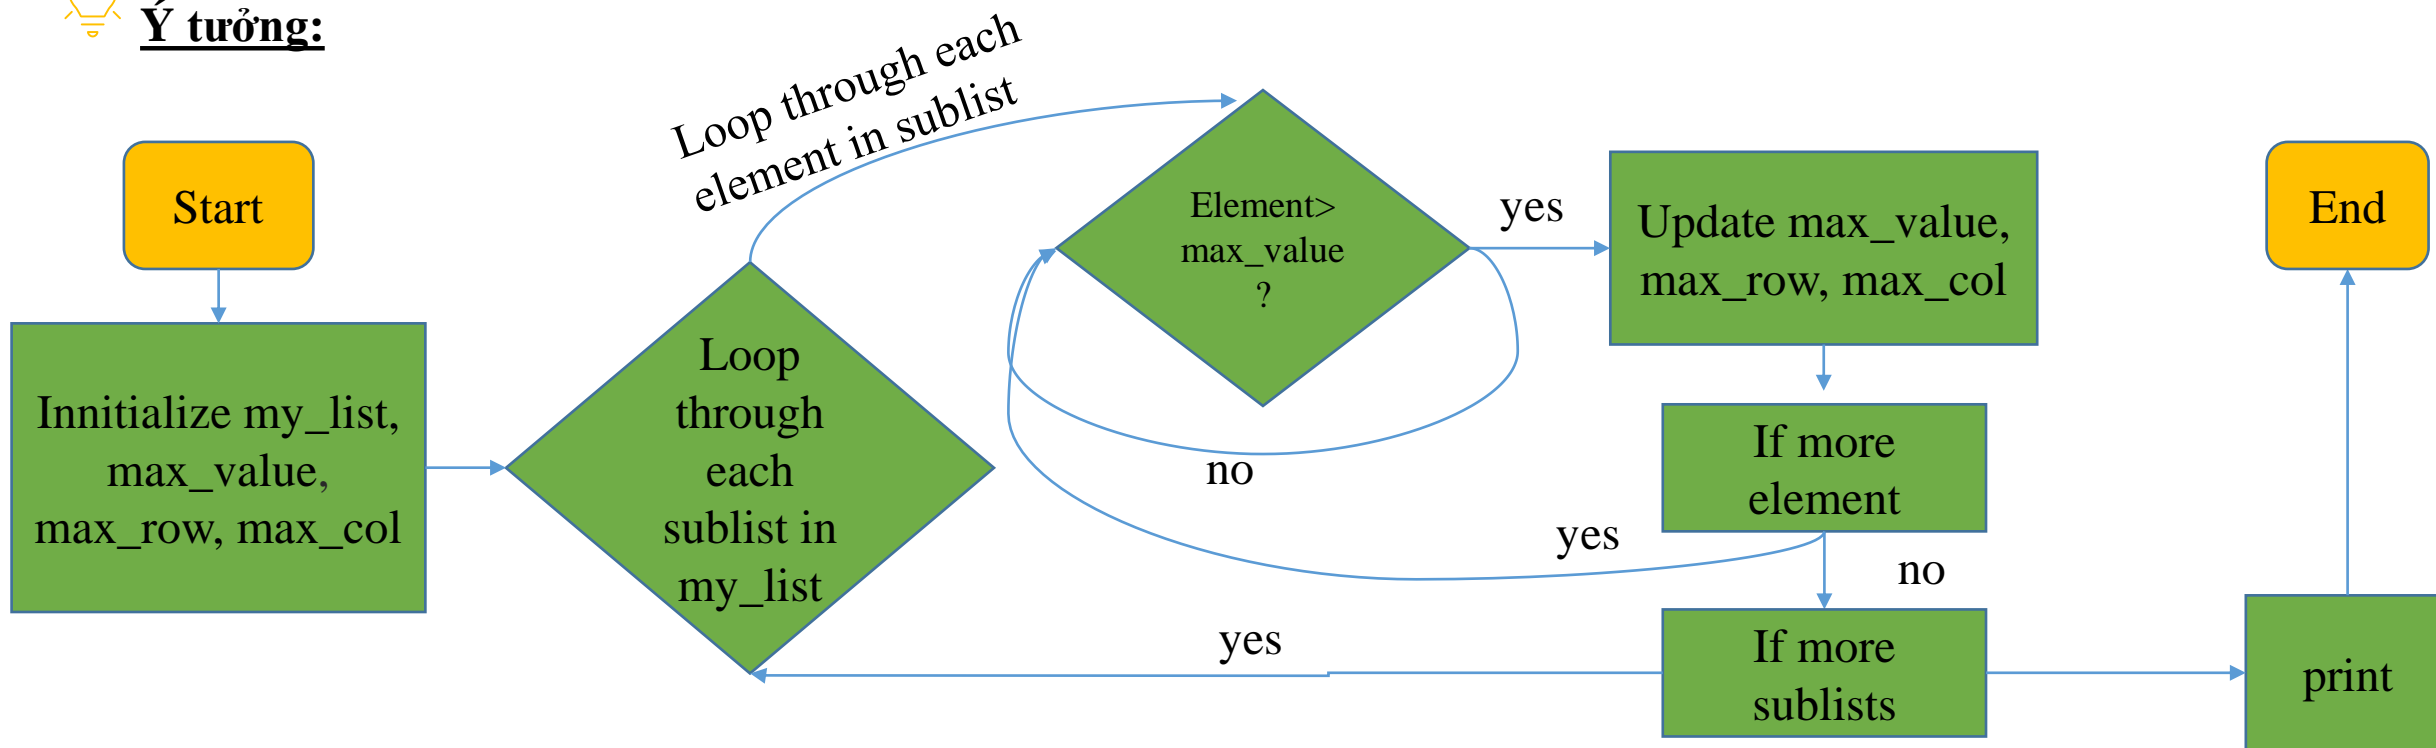 Ý tưởng:
Start
Innitialize my_list,
max_value,
max_row, max_col
Loop
through
each
sublist in
my_list
Loop through each
element in sublist
Element>
max_value
?
yes
no
Update max_value,
max_row, max_col
If more
element
yes
no
If more
sublists
yes
print
End